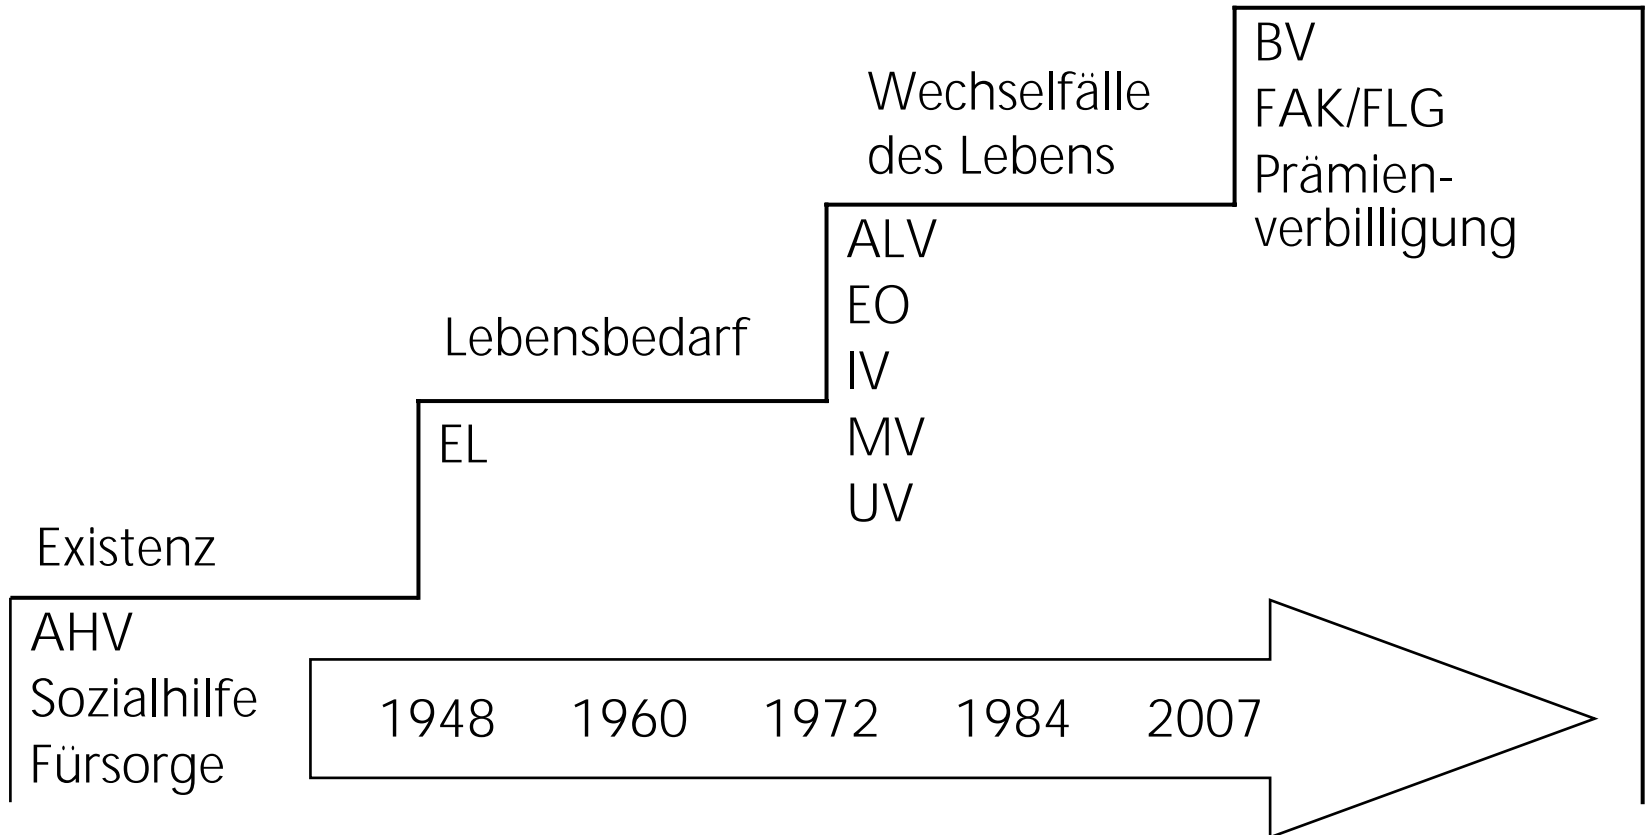 Existenz
AHV
Sozialhilfe
Fürsorge
Lebensbedarf
EL
Wechselfälle
des Lebens
ALV
EO
IV
MV
UV
BV
FAK/FLG
Prämien-
verbilligung
1948 1960 1972 1984 2007